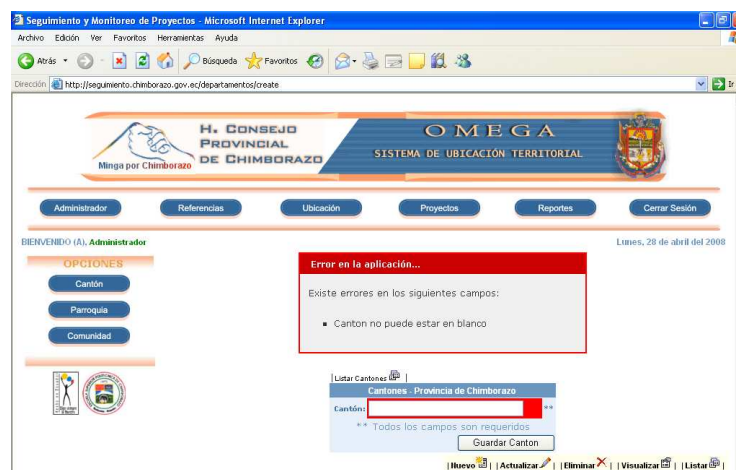 Seguimiento y Monitoreo de Proyectos - Microsoft Internet Explorer
Archivo Edición Ver Favoritos Herramientas Ayuda
Atrás Búsqueda Favoritos
Dirección http://seguimiento.chimborazo.gov.ec/departamentos/create Ir
Minga por Chimborazo
H. CONSEJO
PROVINCIAL
DE CHIMBORAZO
OMEGA
SISTEMA DE UBICACIÓN TERRITORIAL
Administrador Referencias Ubicación Proyectos Reportes Cerrar Sesión
BIENVENIDO (A), Administrador Lunes, 28 de abril del 2008
OPCIONES
Cantón
Parroquia
Comunidad
Error en la aplicación...
Existe errores en los siguientes campos:
Canton no puede estar en blanco
Listar Cantones |
Cantones - Provincia de Chimborazo
Cantón: **
** Todos los campos son requeridos
Guardar Canton
|Nuevo | |Actualizar | |Eliminar | |Visualizar | |Listar |